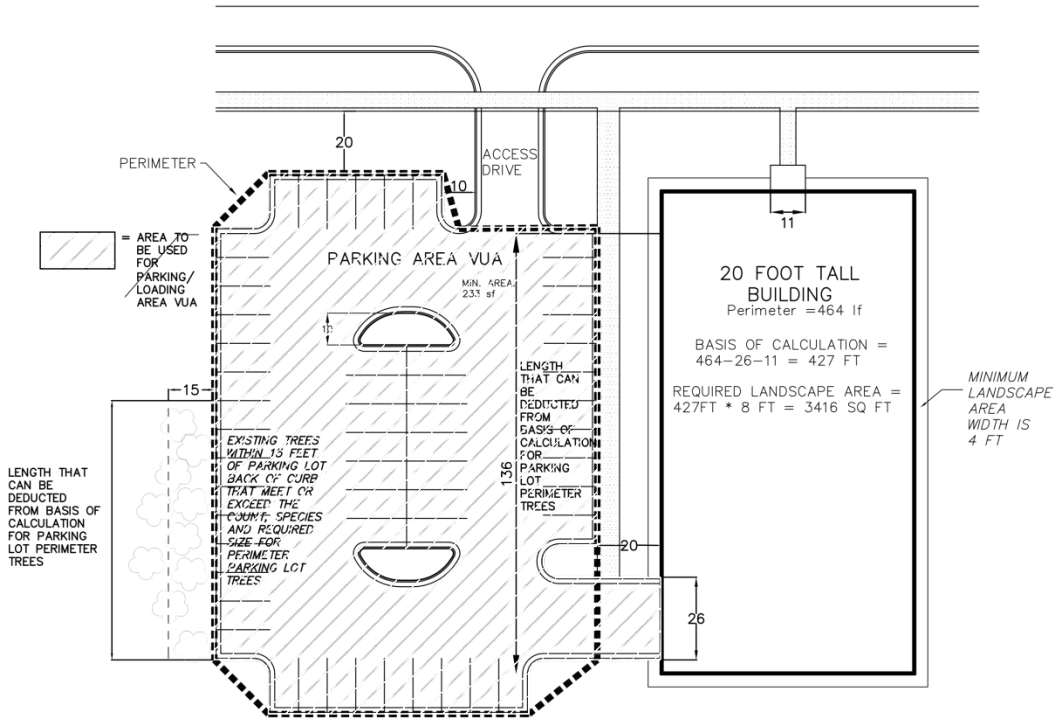 20
PERIMETER
10
ACCESS
DRIVE
11
= AREA TO
BE USED
FOR
PARKING/
LOADING
AREA VUA
PARKING AREA VUA
MIN. AREA
233 sf
10
20 FOOT TALL
BUILDING
Perimeter =464 lf
BASIS OF CALCULATION =
464-26-11 = 427 FT
REQUIRED LANDSCAPE AREA =
427FT * 8 FT = 3416 SQ FT
MINIMUM
LANDSCAPE
AREA
WIDTH IS
4 FT
15
LENGTH
THAT CAN
BE
DEDUCTED
FROM
BASIS OF
CALCULATION
FOR
PARKING
LOT
PERIMETER
TREES
136
EXISTING TREES
WITHIN 15 FEET
OF PARKING LOT
BACK OF CURB
THAT MEET OR
EXCEED THE
COUNT, SPECIES
AND REQUIRED
SIZE FOR
PERIMETER
PARKING LOT
TREES
LENGTH THAT
CAN BE
DEDUCTED
FROM BASIS OF
CALCULATION
FOR PARKING
LOT PERIMETER
TREES
20
26